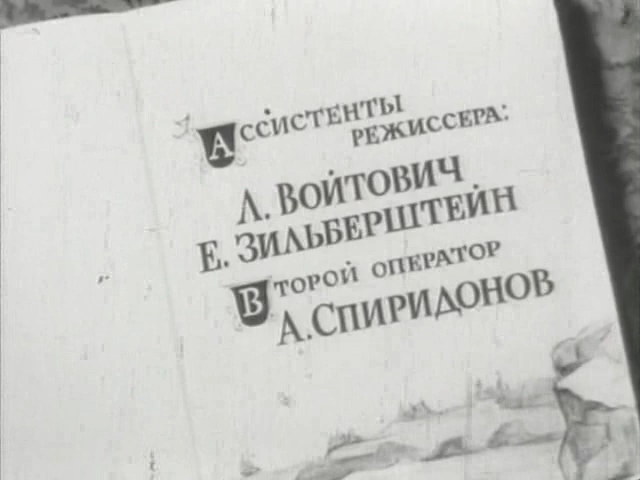 Ассистенты
режиссера:
Л. Войтович
Е. Зильберштейн
Второй оператор
А. Спиридонов